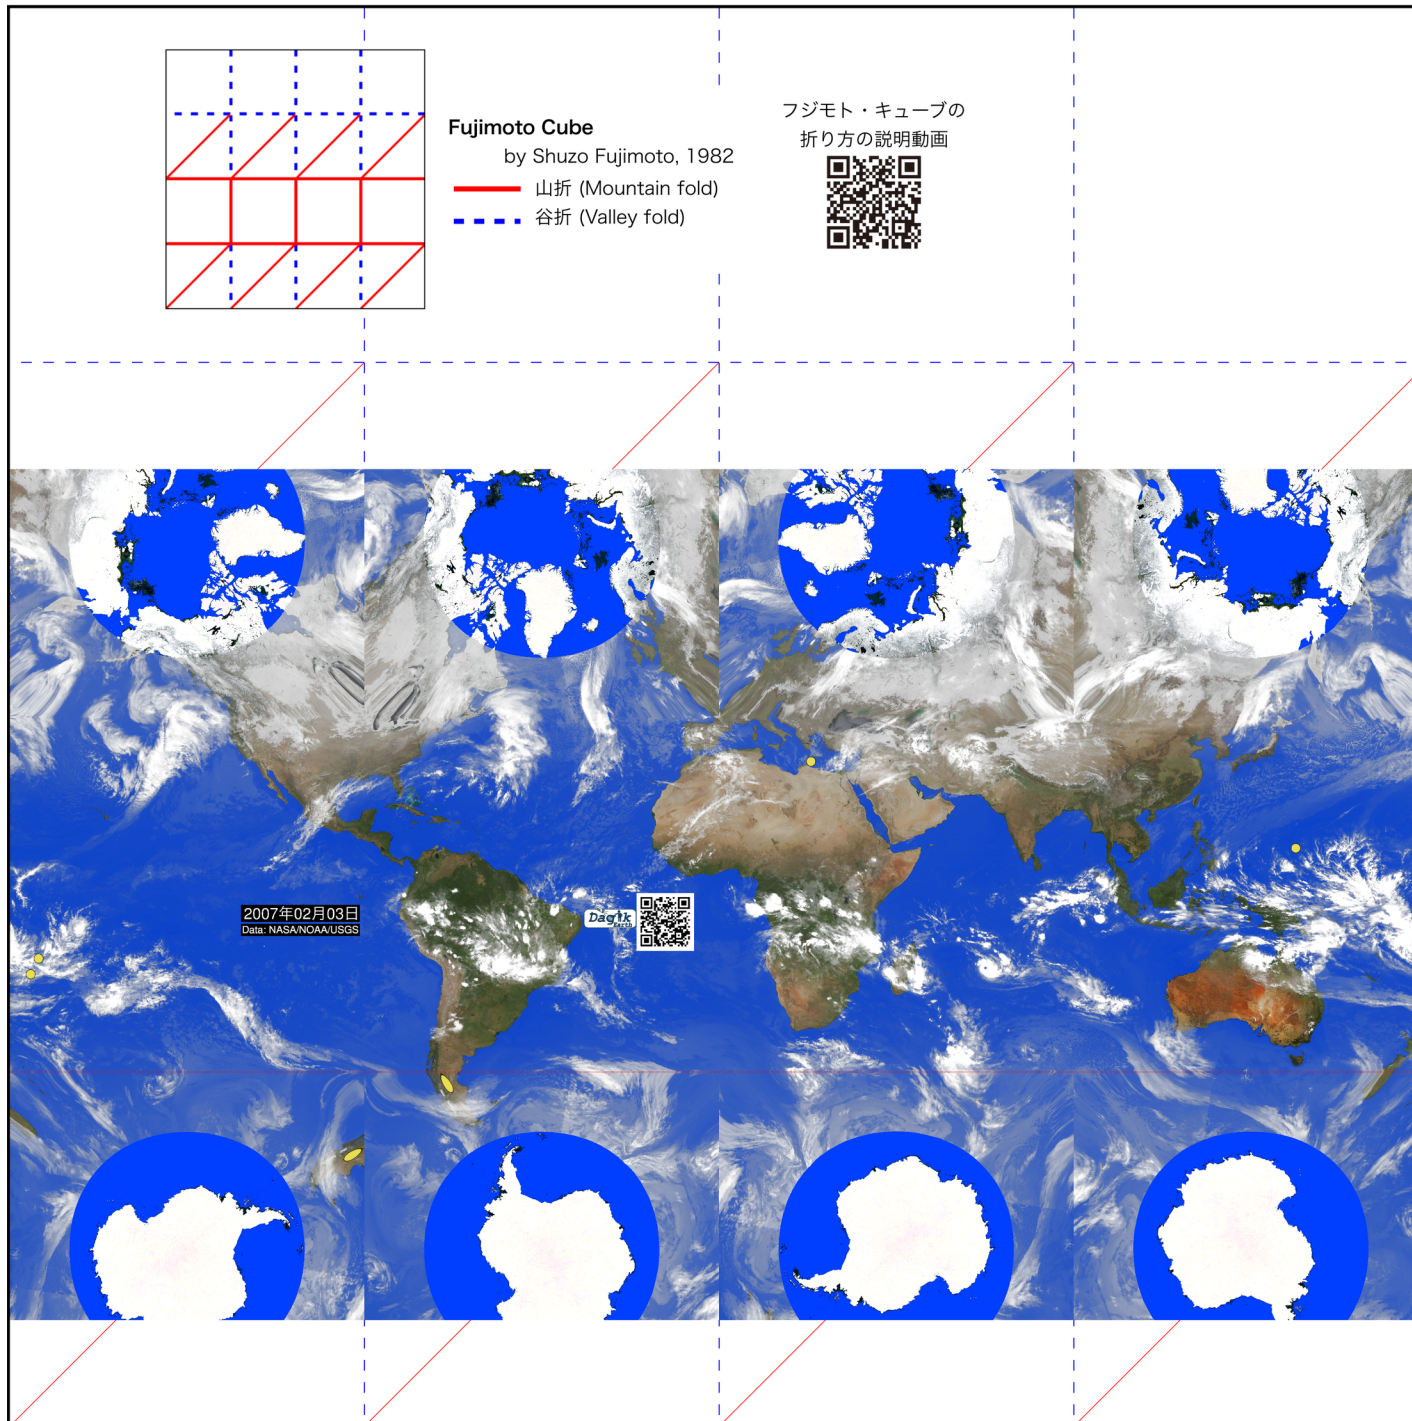 Fujimoto Cube
by Shuzo Fujimoto, 1982
山折 (Mountain fold)
谷折 (Valley fold)
フジモト・キューブの
折り方の説明動画
2007年02月03日
Data: NASA/NOAA/USGS
Dagik
Earth